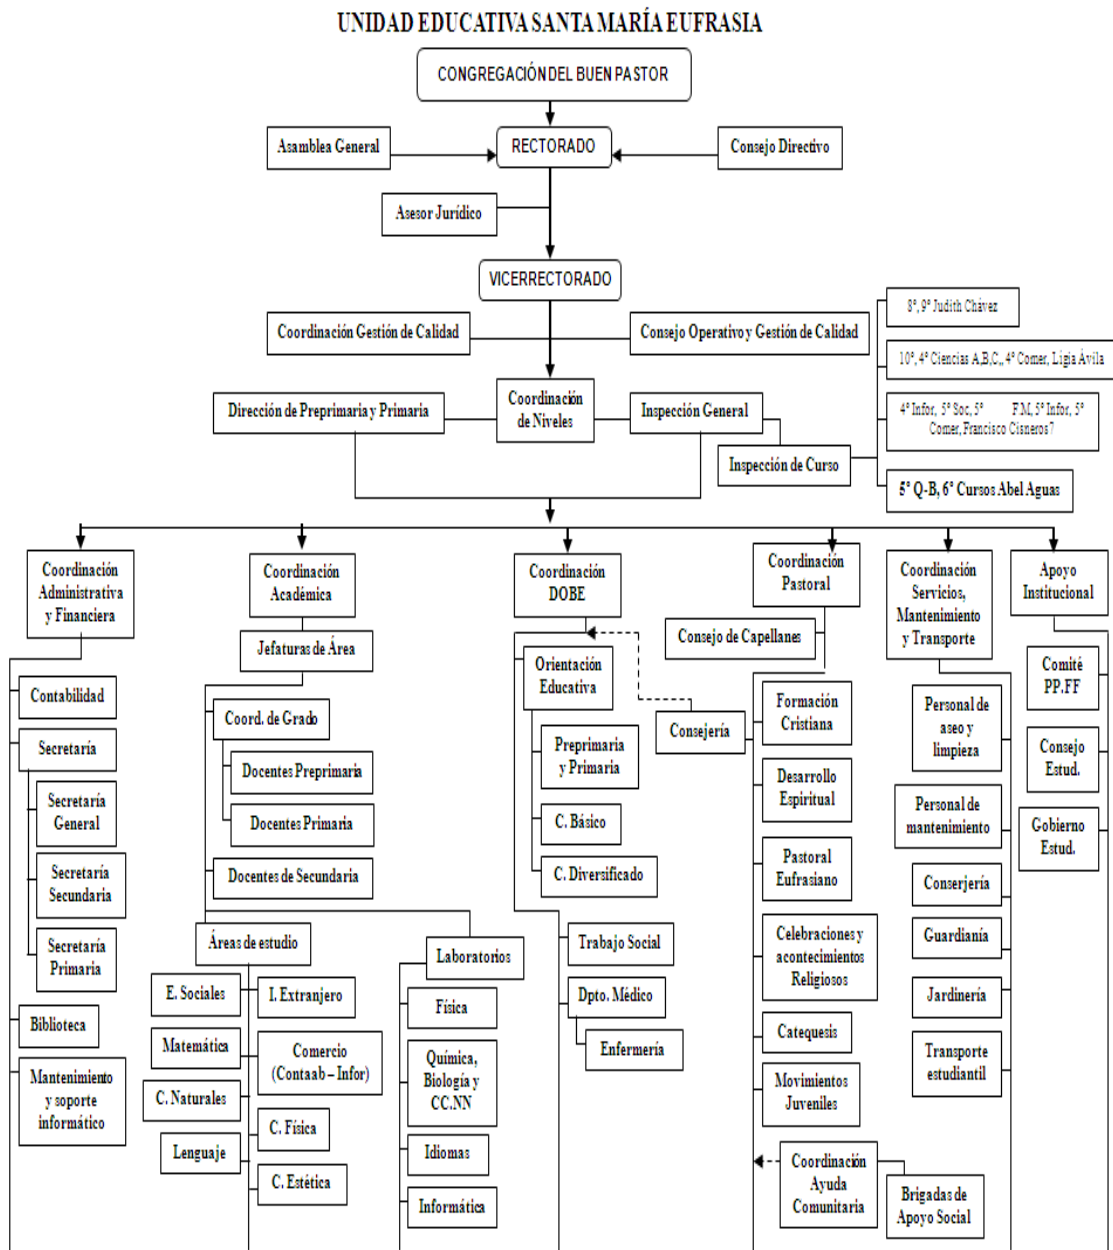 UNIDAD EDUCATIVA SANTA MARÍA EUFRASIA
CONGREGACIÓN DEL BUEN PASTOR
Asamblea General
RECTORADO
Consejo Directivo
Asesor Jurídico
VICERRECTORADO
Coordinación Gestión de Calidad
Consejo Operativo y Gestión de Calidad
8°, 9° Judith Chávez
10°, 4° Ciencias A,B,C,, 4° Comer, Ligia Ávila
4° Infor, 5° Soc, 5° F.M, 5° Infor, 5°
Comer, Francisco Cisneros7
5° Q-B, 6° Cursos Abel Aguas
Dirección de Preprimaria y Primaria
Coordinación
de Niveles
Inspección General
Inspección de Curso
Coordinación
Administrativa
y Financiera
Contabilidad
Secretaría
Secretaría
General
Secretaría
Secundaria
Secretaría
Primaria
Biblioteca
Mantenimiento
y soporte
informático
Coordinación
Académica
Jefaturas de Área
Coord. de Grado
Docentes Preprimaria
Docentes Primaria
Docentes de Secundaria
Áreas de estudio
E. Sociales
Matemática
C. Naturales
Lenguaje
I. Extranjero
Comercio
(Contaab – Infor)
C. Física
C. Estética
Laboratorios
Física
Química,
Biología y
CC.NN
Idiomas
Informática
Coordinación
DOBE
Orientación
Educativa
Preprimaria
y Primaria
C. Básico
C. Diversificado
Trabajo Social
Dpto. Médico
Enfermería
Coordinación
Pastoral
Consejo de Capellanes
Consejería
Formación
Cristiana
Desarrollo
Espiritual
Pastoral
Eufrasiano
Celebraciones y
acontecimientos
Religiosos
Catequesis
Movimientos
Juveniles
Coordinación
Ayuda
Comunitaria
Brigadas de
Apoyo Social
Coordinación
Servicios,
Mantenimiento
y Transporte
Personal de
aseo y
limpieza
Personal de
mantenimiento
Conserjería
Guardianía
Jardinería
Transporte
estudiantil
Apoyo
Institucional
Comité
PP.FF
Consejo
Estud.
Gobierno
Estud.